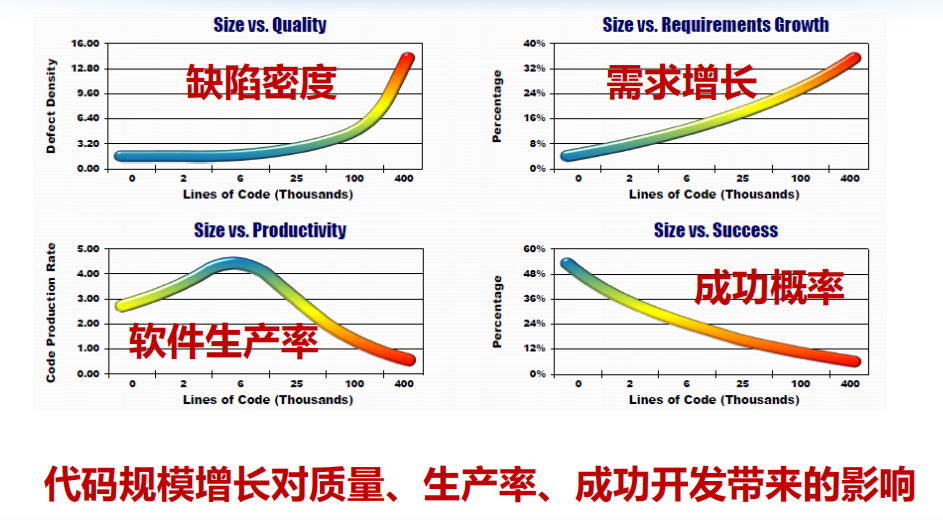 Size vs. Quality
16.00
12.80
9.60
6.40
3.20
0.00
Defect Density
缺陷密度
0 2 6 25 100 400
Lines of Code (Thousands)
Size vs. Requirements Growth
40%
32%
24%
16%
8%
0%
Percentage
需求增长
0 2 6 25 100 400
Lines of Code (Thousands)
Size vs. Productivity
5.00
4.00
3.00
2.00
1.00
0.00
Code Production Rate
软件生产率
0 2 6 25 100 400
Lines of Code (Thousands)
Size vs. Success
60%
48%
36%
24%
12%
0%
Percentage
成功概率
0 2 6 25 100 400
Lines of Code (Thousands)
代码规模增长对质量、生产率、成功开发带来的影响